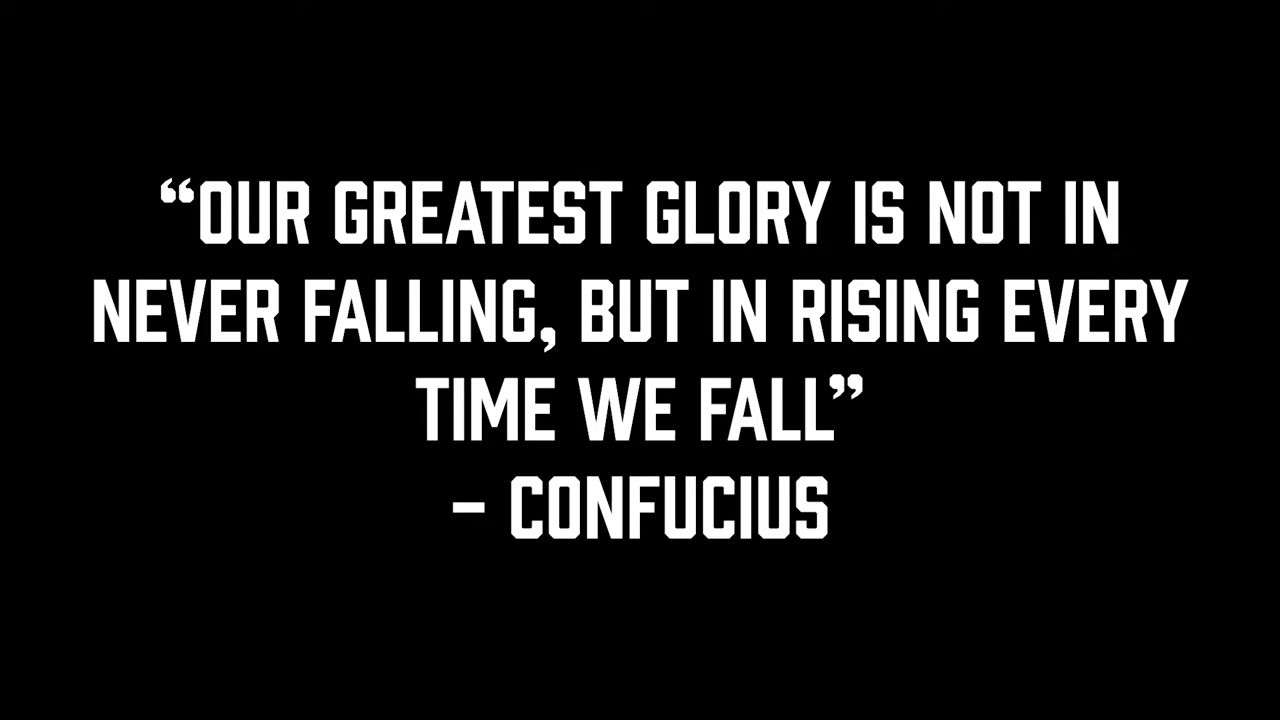 “OUR GREATEST GLORY IS NOT IN
NEVER FALLING, BUT IN RISING EVERY
TIME WE FALL”
– CONFUCIUS